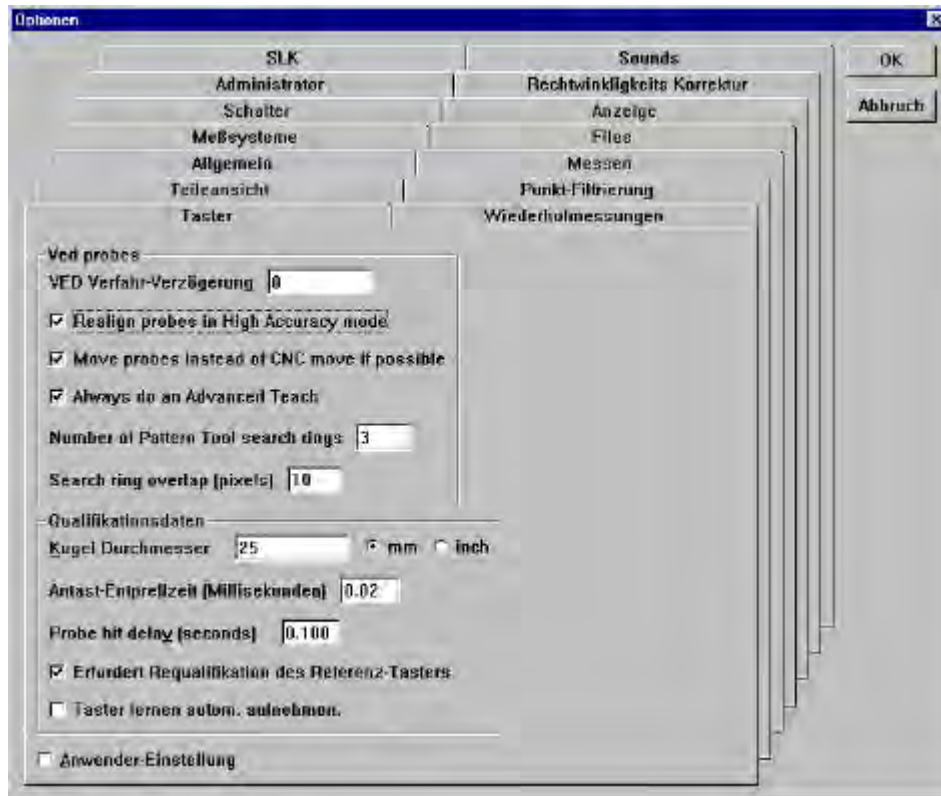 Optionen
SLK Sounds OK
Administrator Rechtwinkligkeits Korrektur
Schalter Anzeige Abbruch
Meßsysteme Files
Allgemein Messen
Teileansicht Punkt-Filtrierung
Taster Wiederholmessungen
Ved probes
VED Verfahr-Verzögerung 0
Realign probes in High Accuracy mode
Move probes instead of CNC move if possible
Always do an Advanced Teach
Number of Pattern Tool search rings 3
Search ring overlap (pixels) 10
Qualifikationsdaten
Kugel Durchmesser 25 mm inch
Antast-Entprellzeit (Millisekunden) 0.02
Probe hit delay (seconds) 0.100
Erfordert Requalifikation des Referenz-Tasters
Taster lernen autom. aufnehmen.
Anwender-Einstellung